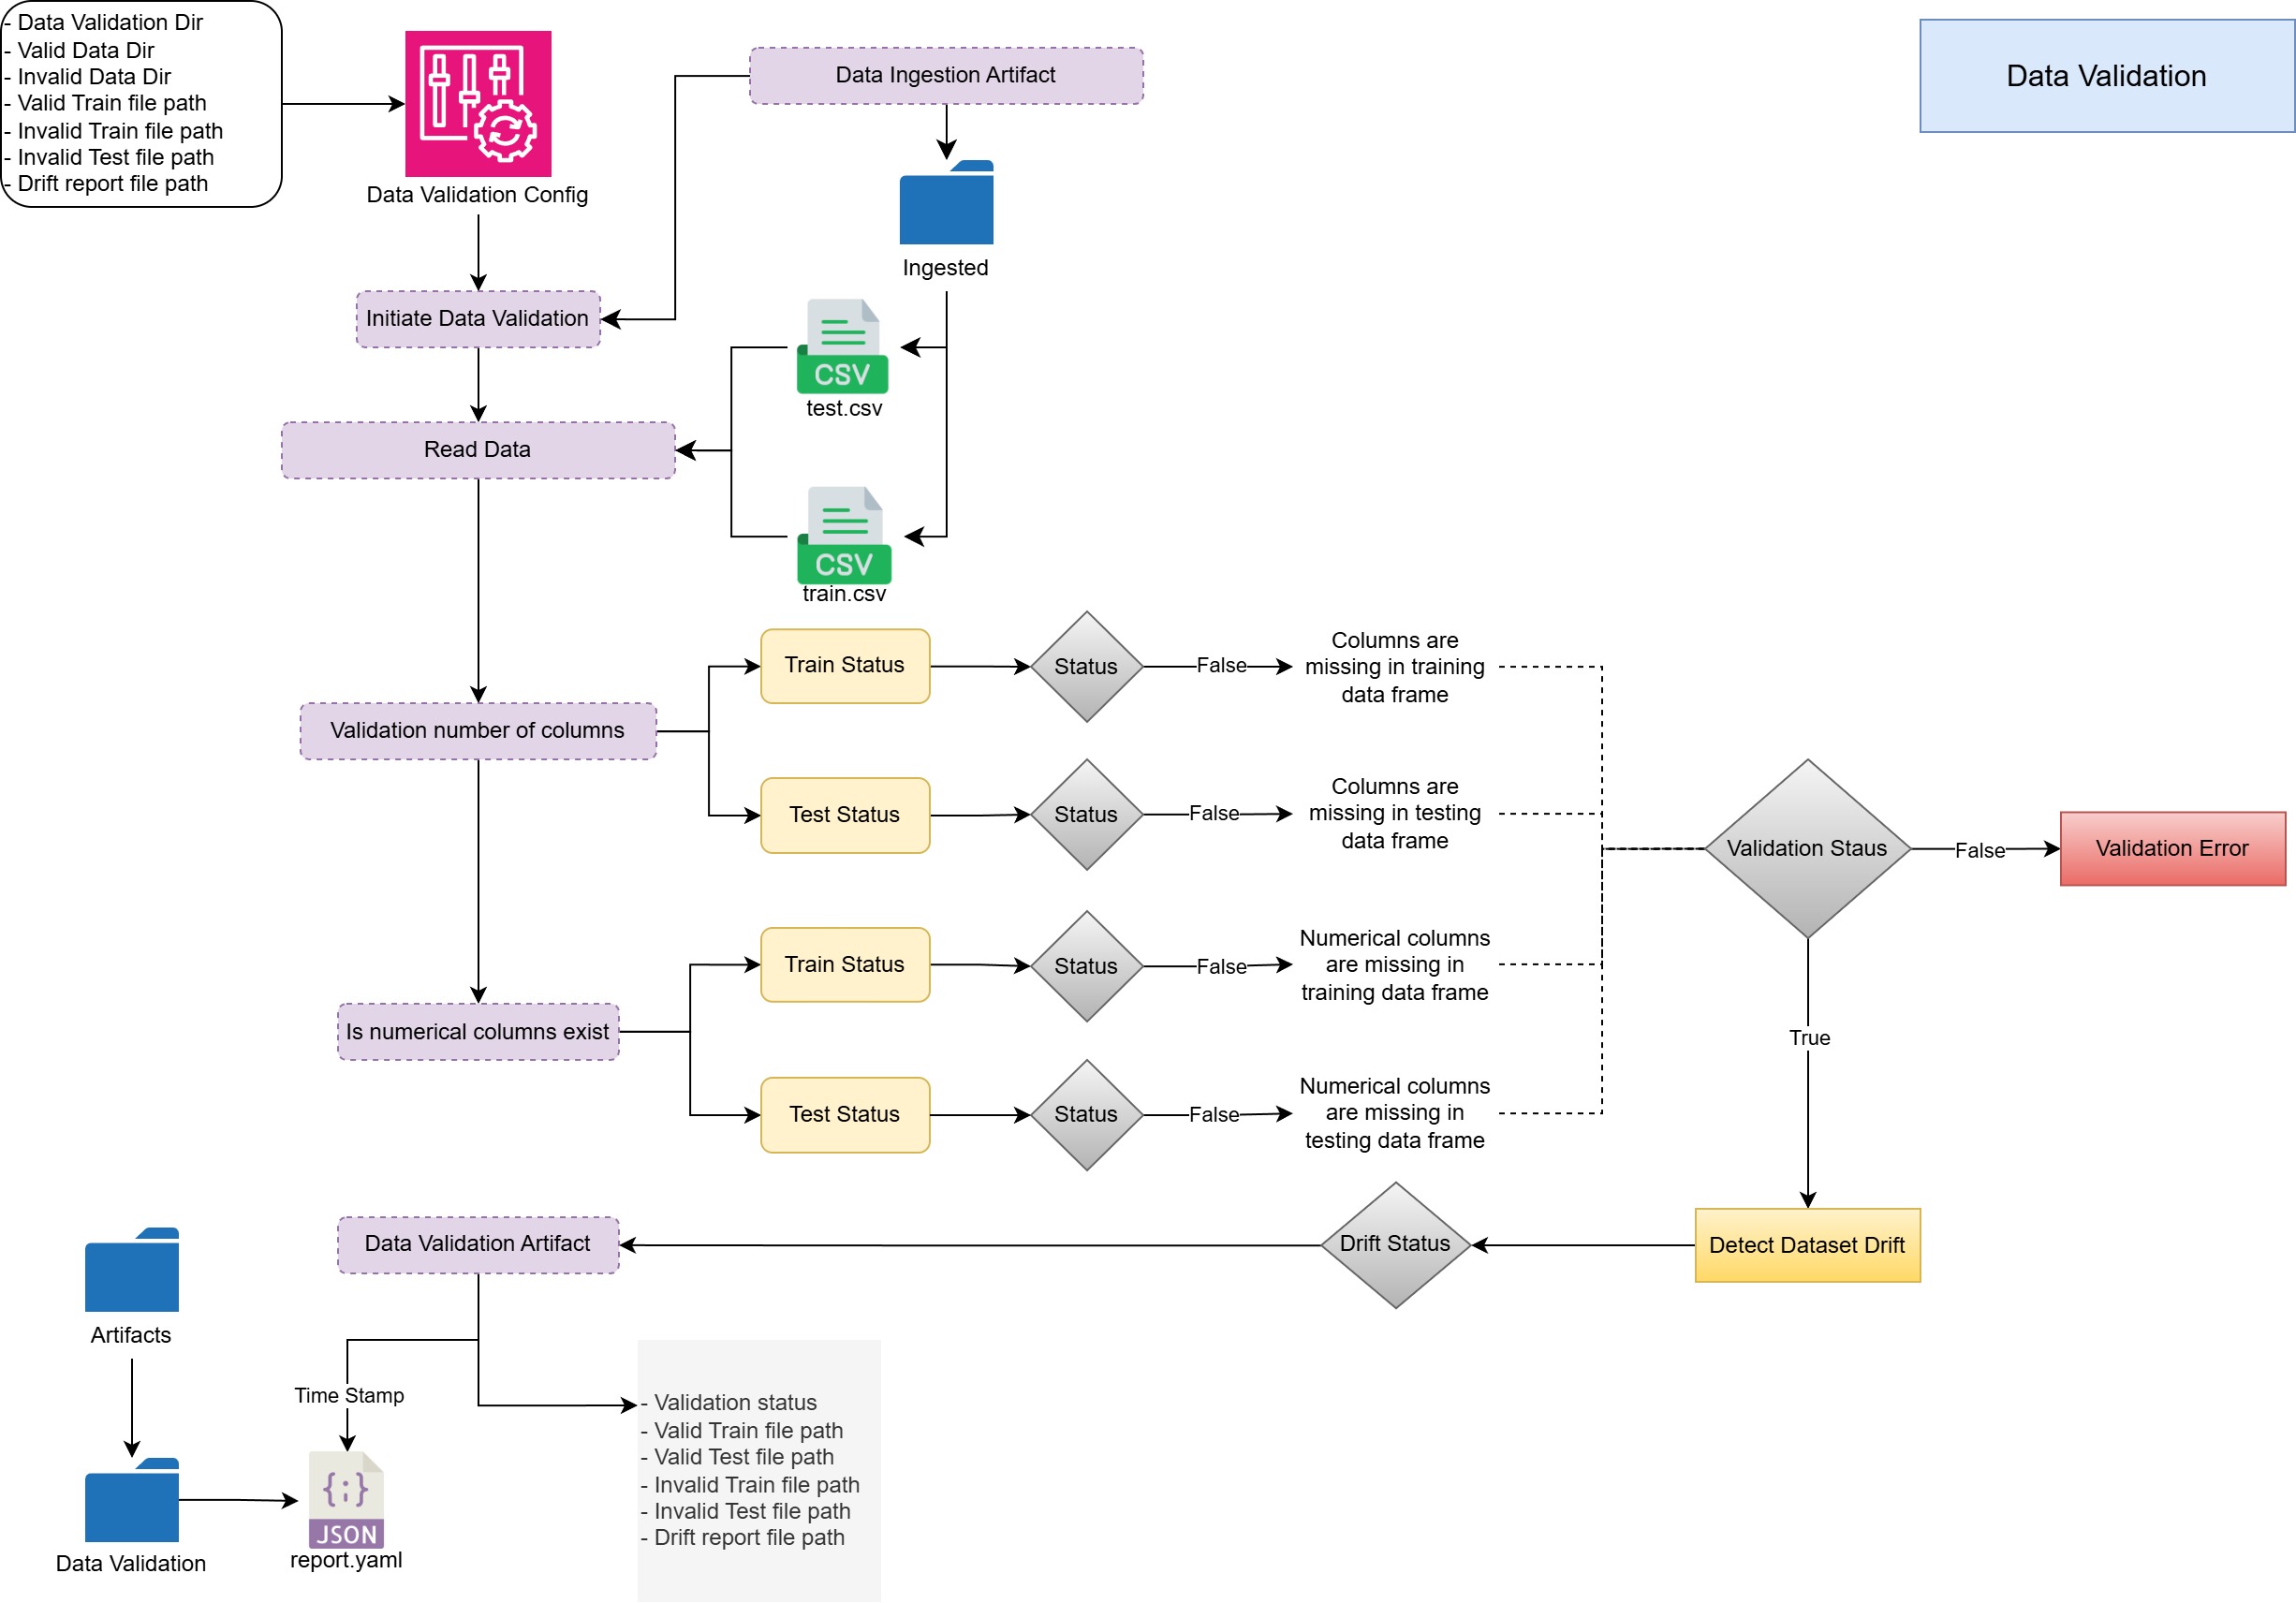 - Data Validation Dir
- Valid Data Dir
- Invalid Data Dir
- Valid Train file path
- Invalid Train file path
- Invalid Test file path
- Drift report file path
Data Validation Config
Data Ingestion Artifact
Data Validation
Ingested
Initiate Data Validation
CSV
test.csv
Read Data
CSV
train.csv
Validation number of columns
Train Status
Status
False
Columns are
missing in training
data frame
Test Status
Status
False
Columns are
missing in testing
data frame
Validation Staus
False
Validation Error
Is numerical columns exist
Train Status
Status
False
Numerical columns
are missing in
training data frame
True
Test Status
Status
False
Numerical columns
are missing in
testing data frame
Data Validation Artifact
Drift Status
Detect Dataset Drift
Artifacts
Time Stamp
- Validation status
- Valid Train file path
- Valid Test file path
- Invalid Train file path
- Invalid Test file path
- Drift report file path
{;}
JSON
Data Validation
report.yaml